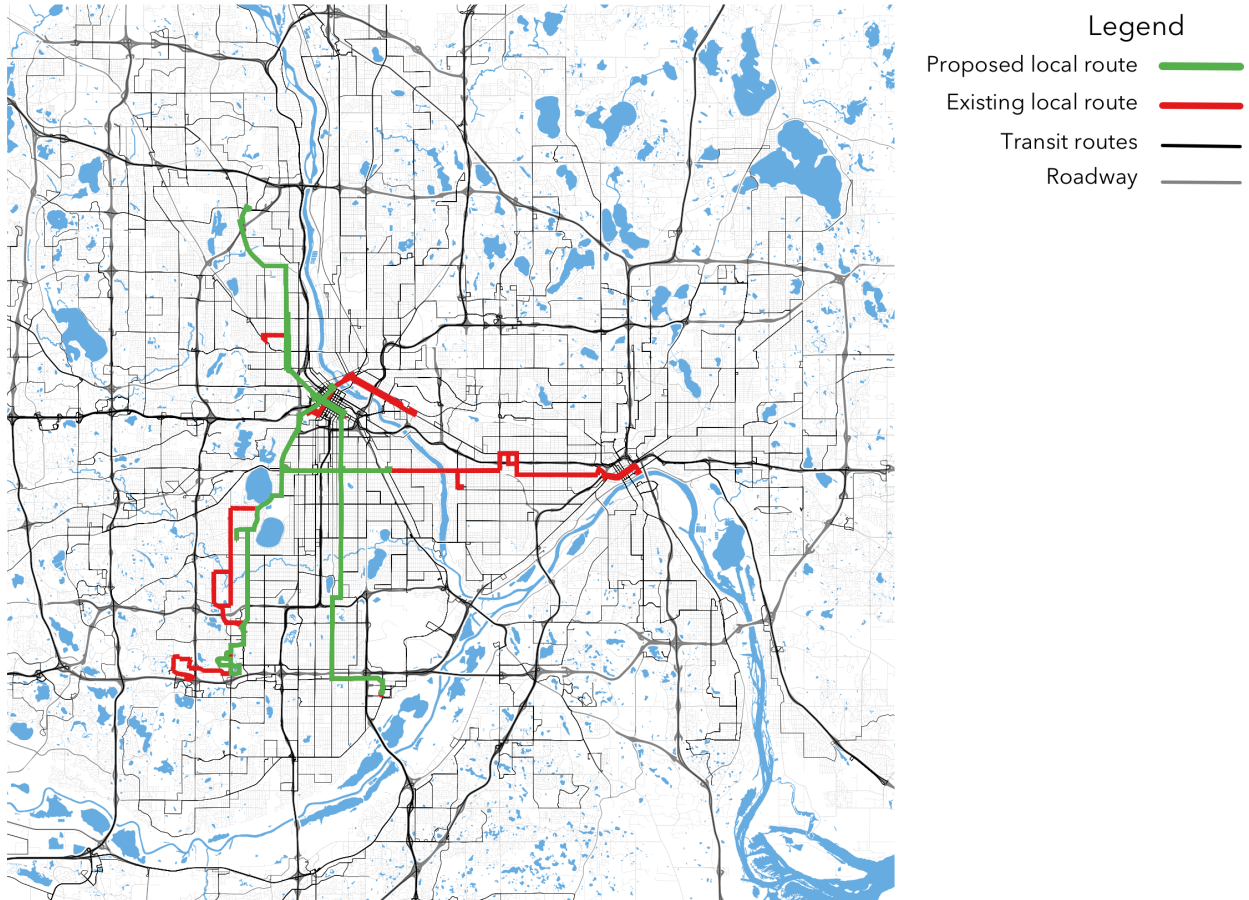 Legend
Proposed local route
Existing local route
Transit routes
Roadway